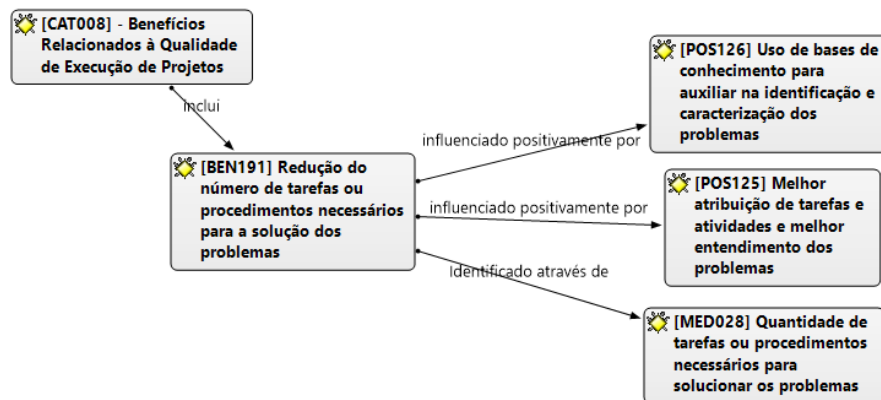 [CAT008] - Benefícios
Relacionados à Qualidade
de Execução de Projetos
inclui
[BEN191] Redução do
número de tarefas ou
procedimentos necessários
para a solução dos
problemas
influenciado positivamente por
[POS126] Uso de bases de
conhecimento para
auxiliar na identificação e
caracterização dos
problemas
influenciado positivamente por
[POS125] Melhor
atribuição de tarefas e
atividades e melhor
entendimento dos
problemas
Identificado através de
[MED028] Quantidade de
tarefas ou procedimentos
necessários para
solucionar os problemas